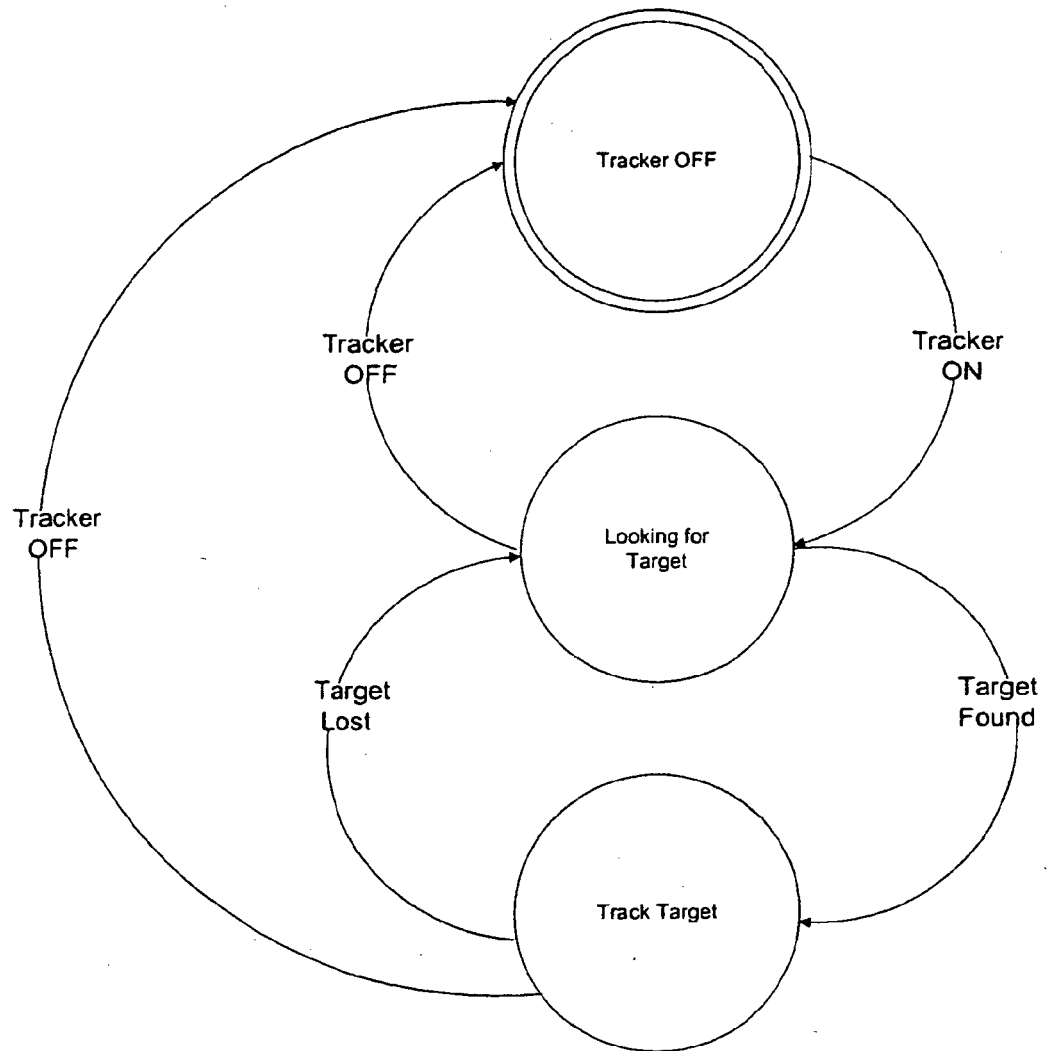 Tracker OFF
Tracker
OFF
Tracker
ON
Tracker
OFF
Looking for
Target
Target
Lost
Target
Found
Track Target